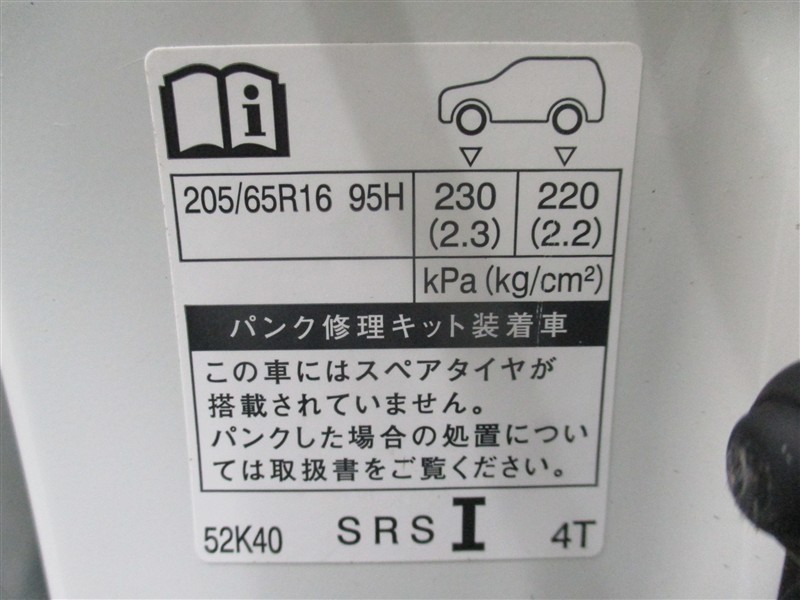 205/65R16 95H 230 220
(2.3) (2.2)
kPa (kg/cm²)
パンク修理キット装着車
この車にはスペアタイヤが
搭載されていません。
パンクした場合の処置につい
ては取扱書をご覧ください。
52K40 SRS I 4T